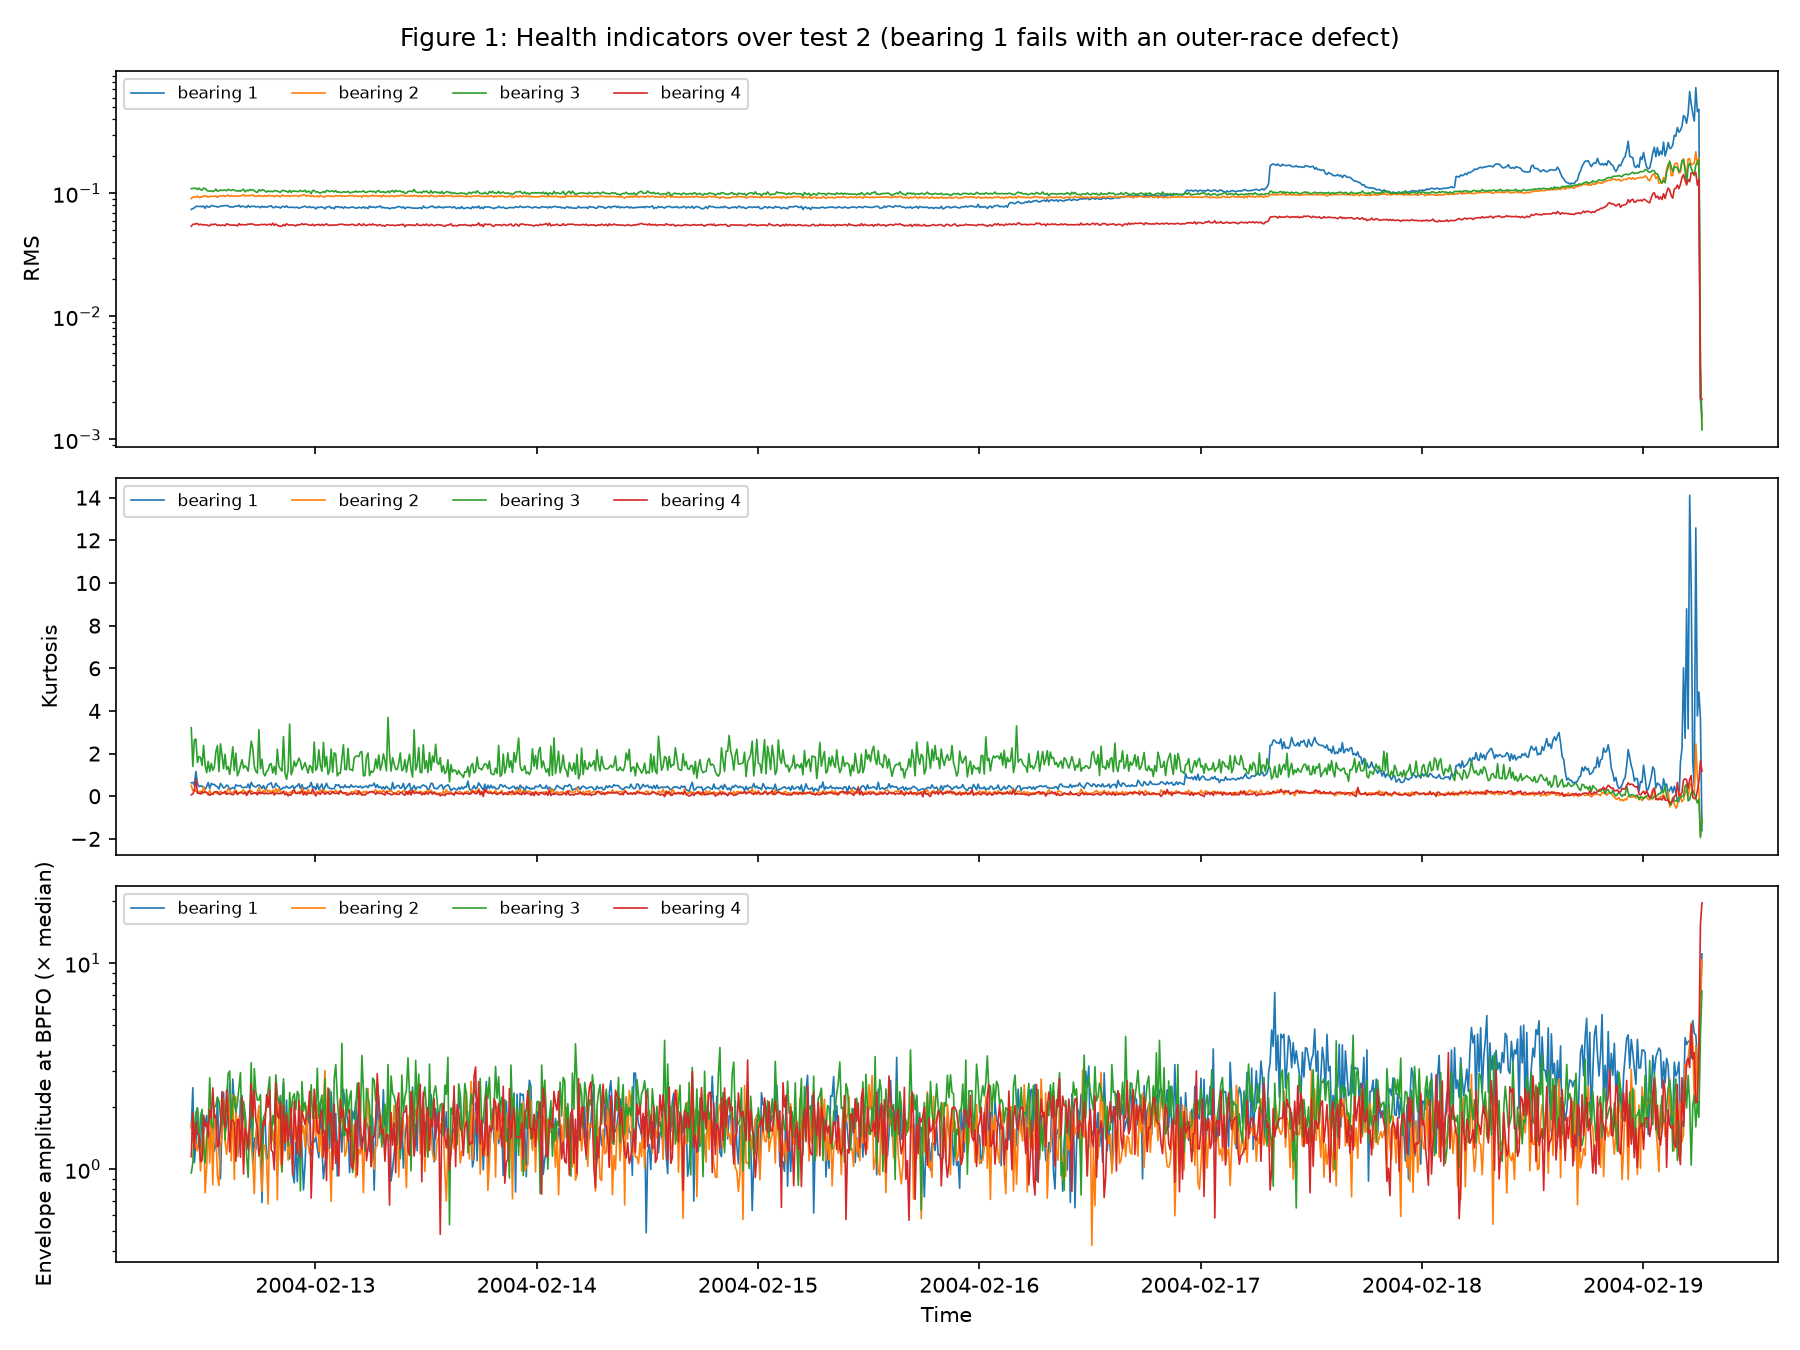 Figure 1: Health indicators over test 2 (bearing 1 fails with an outer-race defect)
bearing 1 bearing 2 bearing 3 bearing 4
10⁻¹
10⁻²
10⁻³
RMS
bearing 1 bearing 2 bearing 3 bearing 4
14
12
10
8
6
4
2
0
−2
Kurtosis
bearing 1 bearing 2 bearing 3 bearing 4
10¹
10⁰
Envelope amplitude at BPFO (× median)
2004-02-13 2004-02-14 2004-02-15 2004-02-16 2004-02-17 2004-02-18 2004-02-19
Time